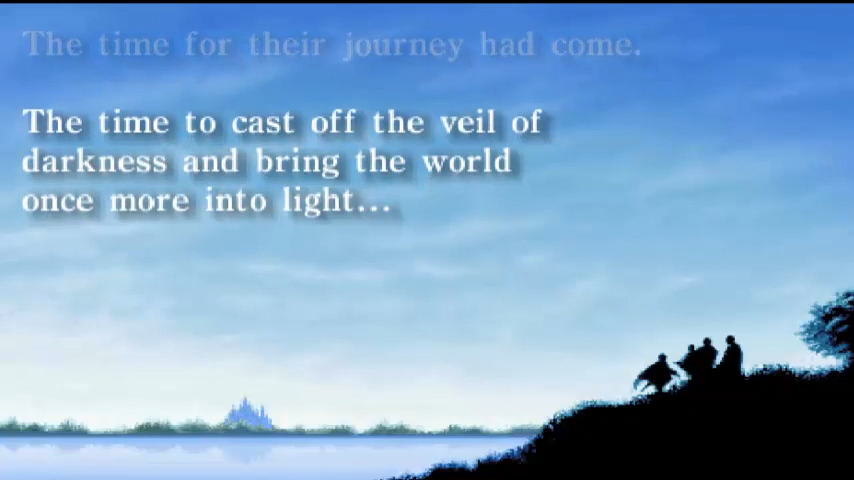 The time for their journey had come.
The time to cast off the veil of
darkness and bring the world
once more into light...